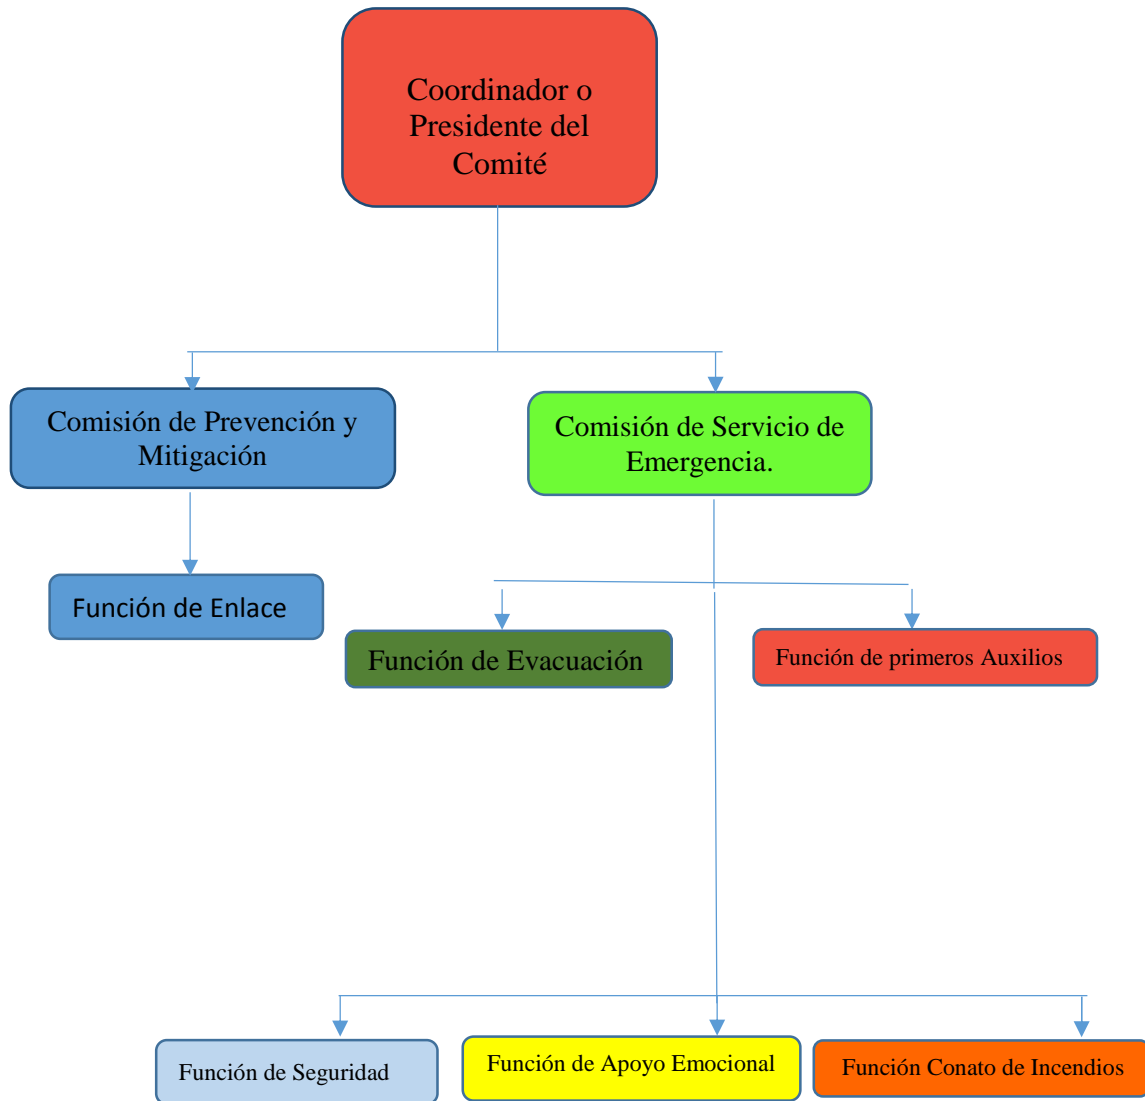 Coordinador o
Presidente del
Comité
Comisión de Prevención y
Mitigación
Comisión de Servicio de
Emergencia.
Función de Enlace
Función de Evacuación
Función de primeros Auxilios
Función de Seguridad
Función de Apoyo Emocional
Función Conato de Incendios